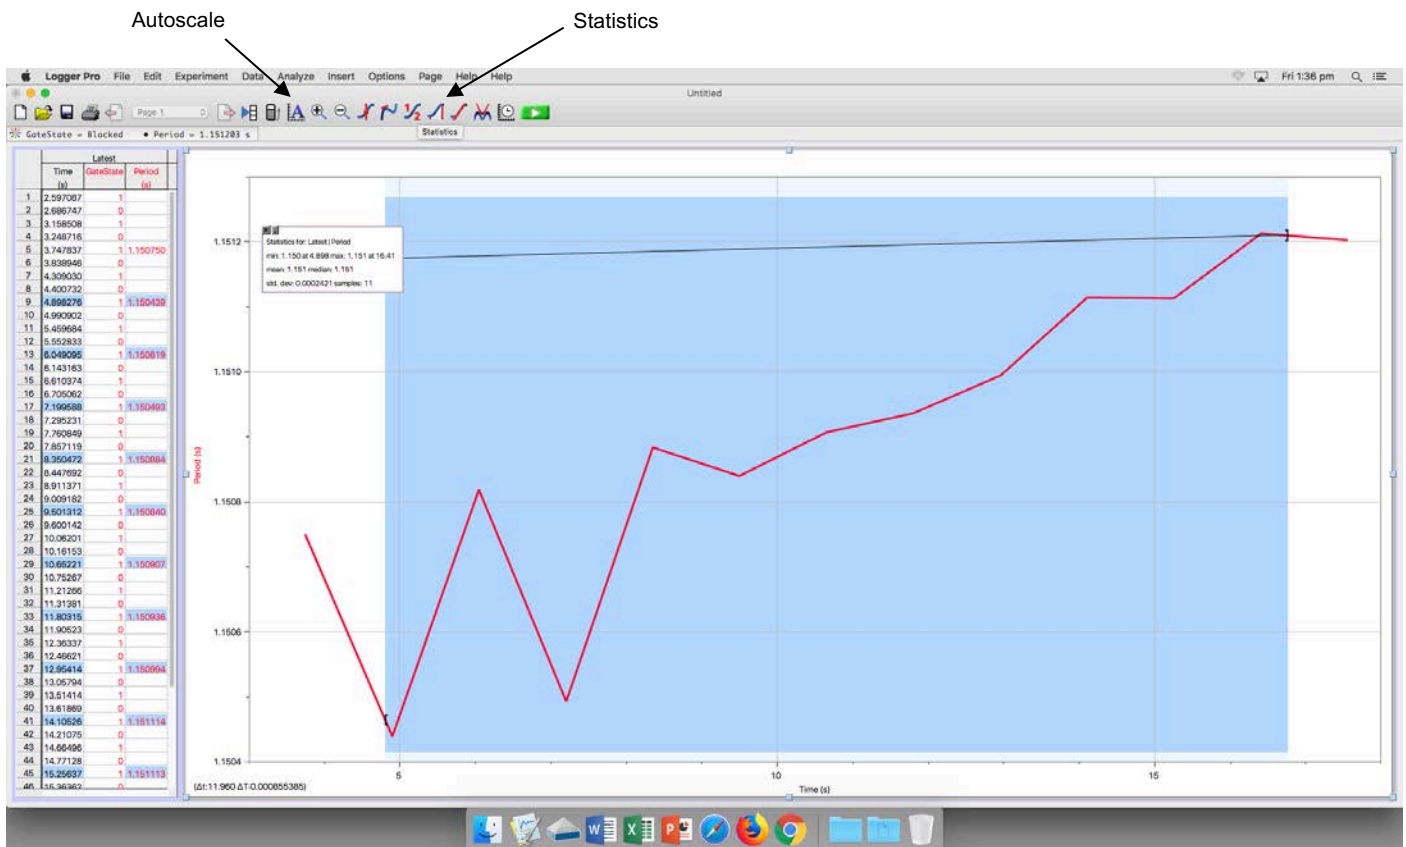 Autoscale
Statistics
Logger Pro File Edit Experiment Data Analyze Insert Options Page Help Help
Fri 1:36 pm
Untitled
Page 1
GateState = Blocked • Period = 1.151203 s
Statistics
Latest
Time GateState Period
(s) (s)
1 2.597087 1
2 2.686747 0
3 3.158508 1
4 3.248716 0
5 3.747837 1 1.150750
6 3.838946 0
7 4.309030 1
8 4.400732 0
9 4.898276 1 1.150439
10 4.990902 0
11 5.459684 1
12 5.552833 0
13 6.049095 1 1.150819
14 6.143163 0
15 6.610374 1
16 6.705062 0
17 7.199588 1 1.150493
18 7.295231 0
19 7.760849 1
20 7.857119 0
21 8.350472 1 1.150884
22 8.447692 0
23 8.911371 1
24 9.009182 0
25 9.501312 1 1.150840
26 9.600142 0
27 10.06201 1
28 10.16153 0
29 10.65221 1 1.150907
30 10.75267 0
31 11.21266 1
32 11.31381 0
33 11.80315 1 1.150936
34 11.90523 0
35 12.36337 1
36 12.46621 0
37 12.95414 1 1.150994
38 13.05794 0
39 13.51414 1
40 13.61869 0
41 14.10526 1 1.151114
42 14.21075 0
43 14.66496 1
44 14.77128 0
45 15.25637 1 1.151113
46 15.36362 0
Statistics for: Latest | Period
min: 1.150 at 4.898 max: 1.151 at 16.41
mean: 1.151 median: 1.151
std. dev: 0.0002421 samples: 11
1.1512
1.1510
1.1508
1.1506
1.1504
Period (s)
5 10 15
(Δt:11.960 ΔT:0.000855385)
Time (s)